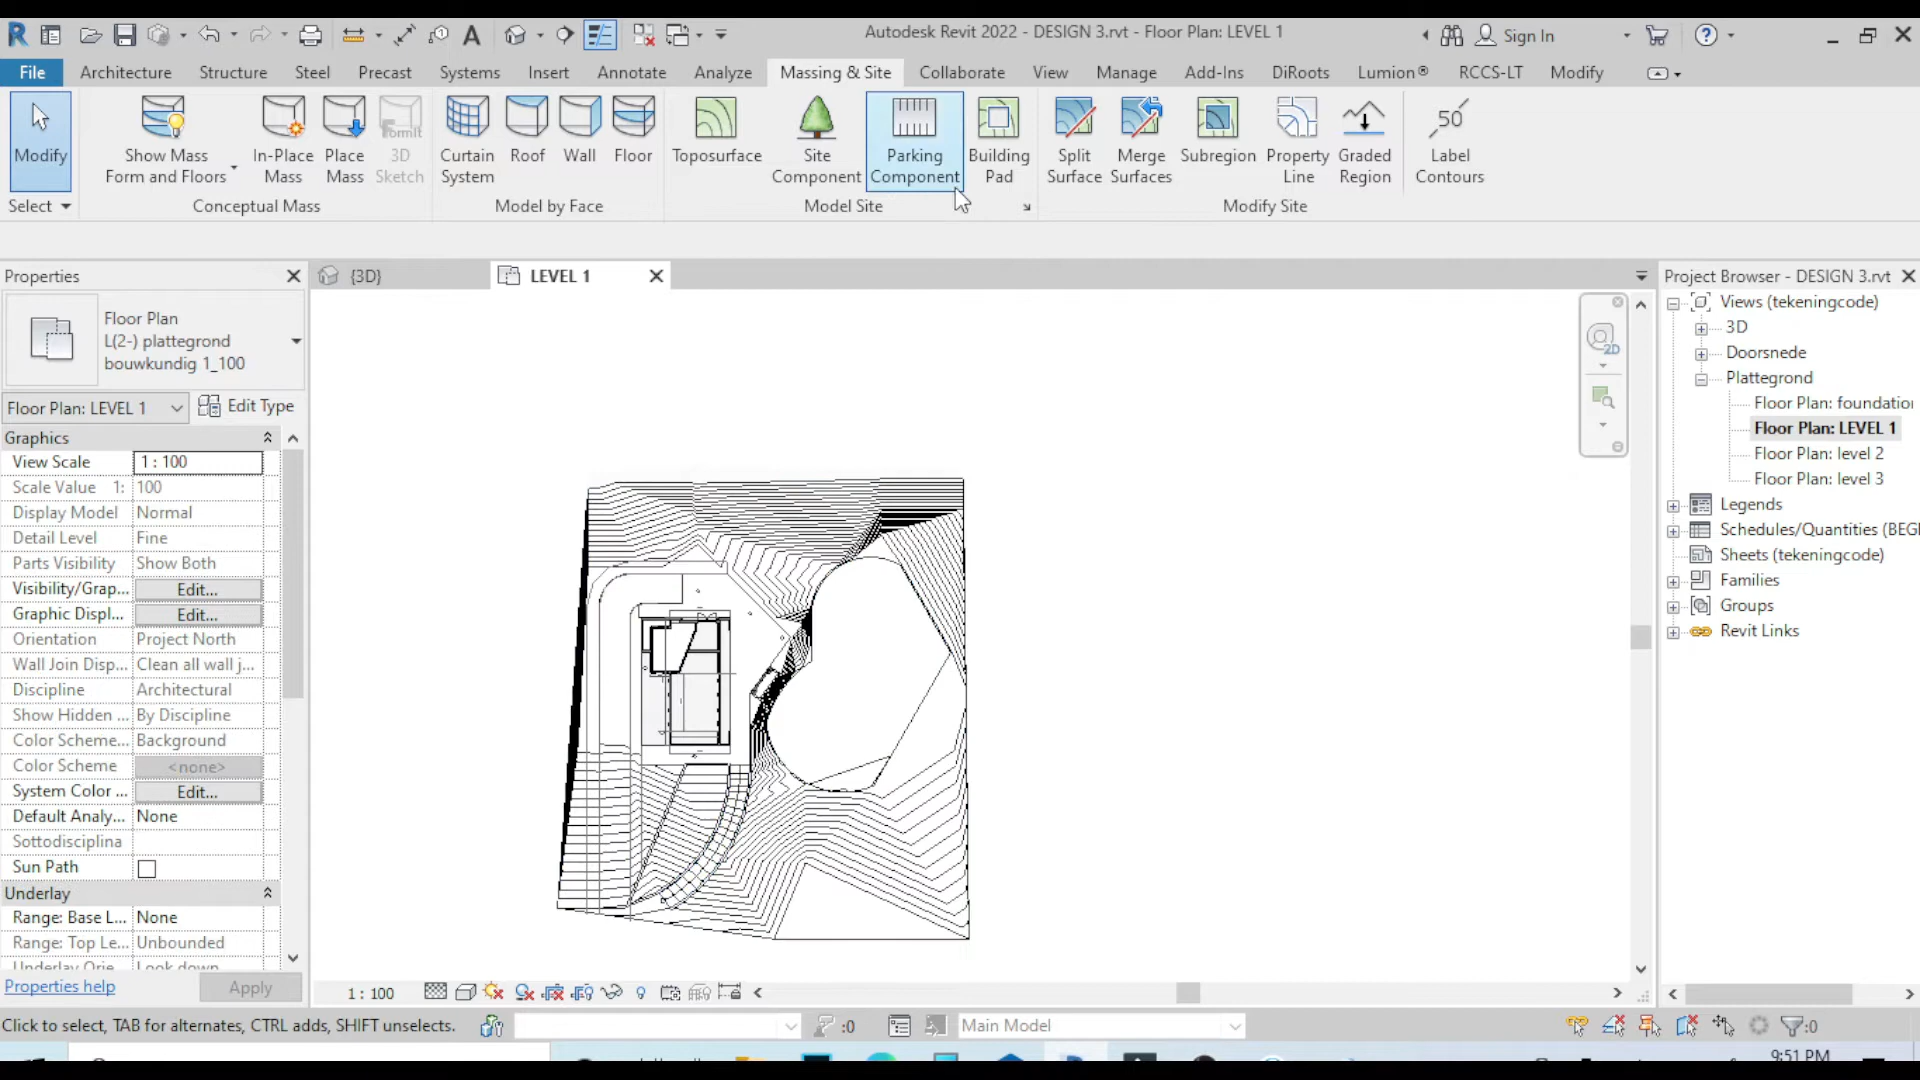 Autodesk Revit 2022 - DESIGN 3.rvt - Floor Plan: LEVEL 1
Sign In
File Architecture Structure Steel Precast Systems Insert Annotate Analyze Massing & Site Collaborate View Manage Add-Ins DiRoots Lumion® RCCS-LT Modify
Modify
Show Mass
Form and Floors
In-Place
Mass
Place
Mass
FormIt
3D
Sketch
Curtain
System
Roof
Wall
Floor
Toposurface
Site
Component
Parking
Component
Building
Pad
Split
Surface
Merge
Surfaces
Subregion
Property
Line
Graded
Region
50
Label
Contours
Select
Conceptual Mass
Model by Face
Model Site
Modify Site
Properties
Floor Plan
L(2-) plattegrond
bouwkundig 1_100
Floor Plan: LEVEL 1
Edit Type
Graphics
View Scale 1 : 100
Scale Value 1: 100
Display Model Normal
Detail Level Fine
Parts Visibility Show Both
Visibility/Grap... Edit...
Graphic Displ... Edit...
Orientation Project North
Wall Join Disp... Clean all wall j...
Discipline Architectural
Show Hidden ... By Discipline
Color Scheme... Background
Color Scheme <none>
System Color ... Edit...
Default Analy... None
Sottodisciplina
Sun Path
Underlay
Range: Base L... None
Range: Top Le... Unbounded
Underlay Orie... Look down
Properties help
Apply
{3D}
LEVEL 1
2D
1 : 100
Project Browser - DESIGN 3.rvt
Views (tekeningcode)
3D
Doorsnede
Plattegrond
Floor Plan: foundation
Floor Plan: LEVEL 1
Floor Plan: level 2
Floor Plan: level 3
Legends
Schedules/Quantities (BEG
Sheets (tekeningcode)
Families
Groups
Revit Links
Click to select, TAB for alternates, CTRL adds, SHIFT unselects.
:0
Main Model
:0
9:51 PM